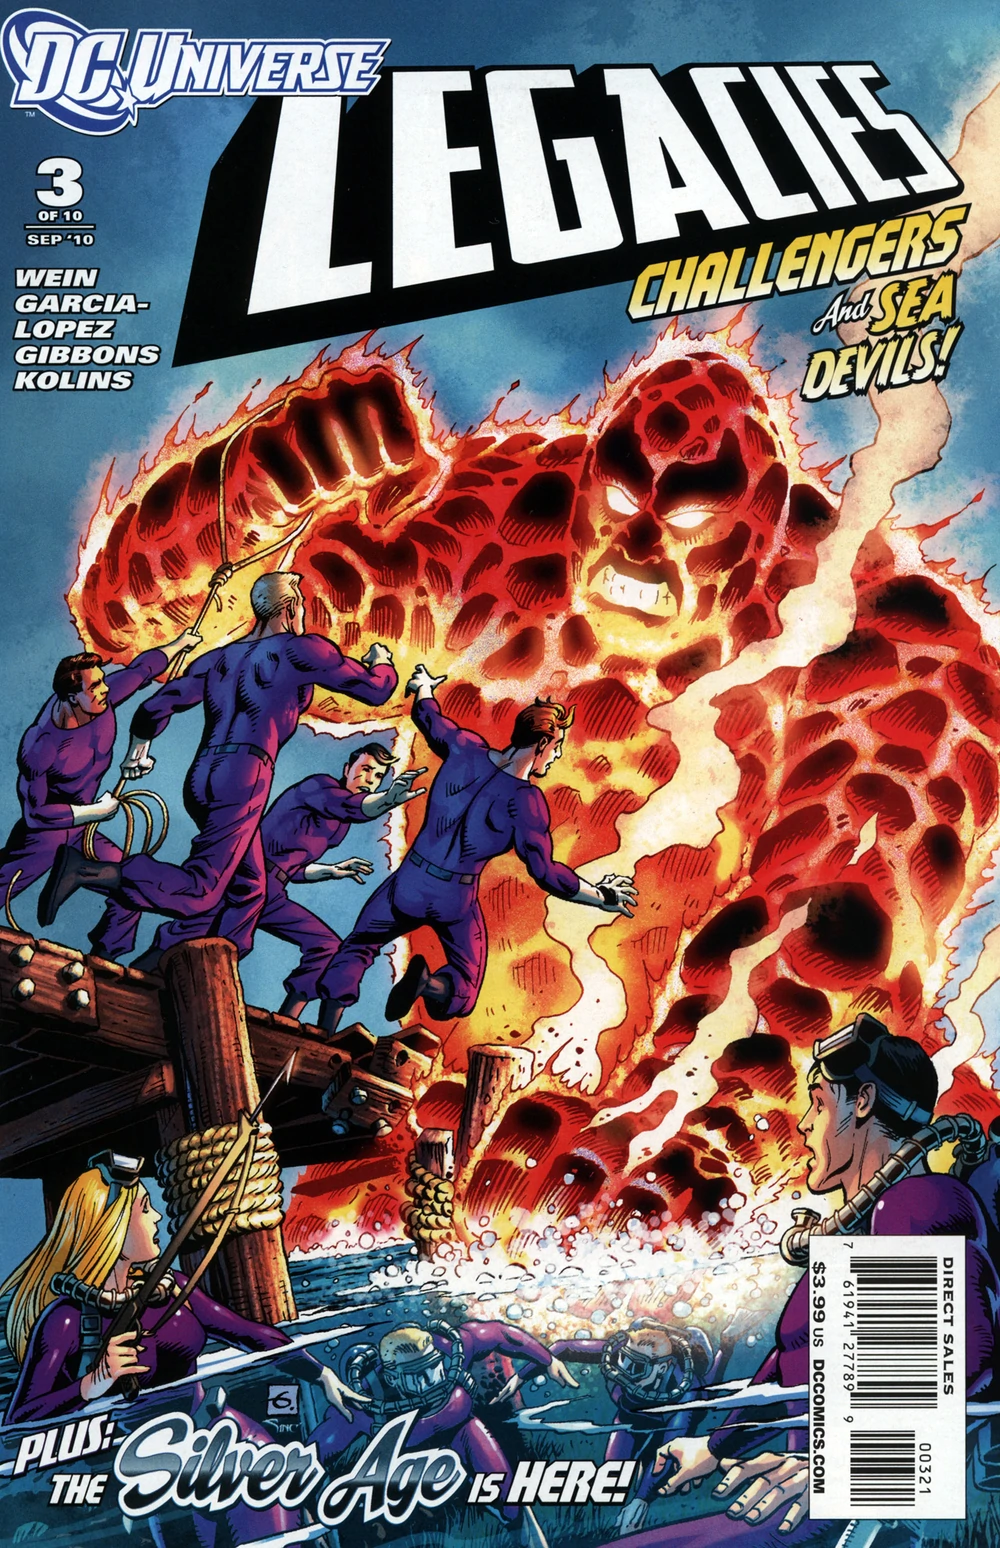 DC UNIVERSE
™
LEGACIES
3
OF 10
SEP '10
WEIN
GARCIA-
LOPEZ
GIBBONS
KOLINS
CHALLENGERS
And SEA
DEVILS!
PLUS:
THE Silver Age IS HERE!
G.
DIRECT SALES
7 61941 27789 9
00321
$3.99 US DCCOMICS.COM